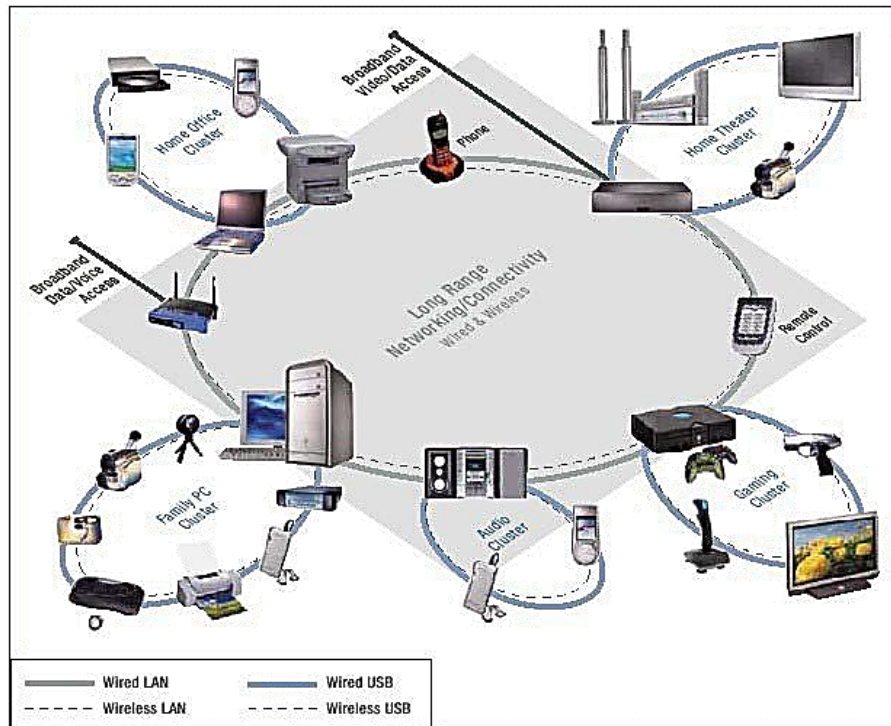 Broadband
Video/Data
Access
Home Office
Cluster
Phone
Home Theater
Cluster
Broadband
Data/Voice
Access
Long Range
Networking/Connectivity
Wired & Wireless
Remote
Control
Family PC
Cluster
Audio
Cluster
Gaming
Cluster
Wired LAN
Wired USB
Wireless LAN
Wireless USB